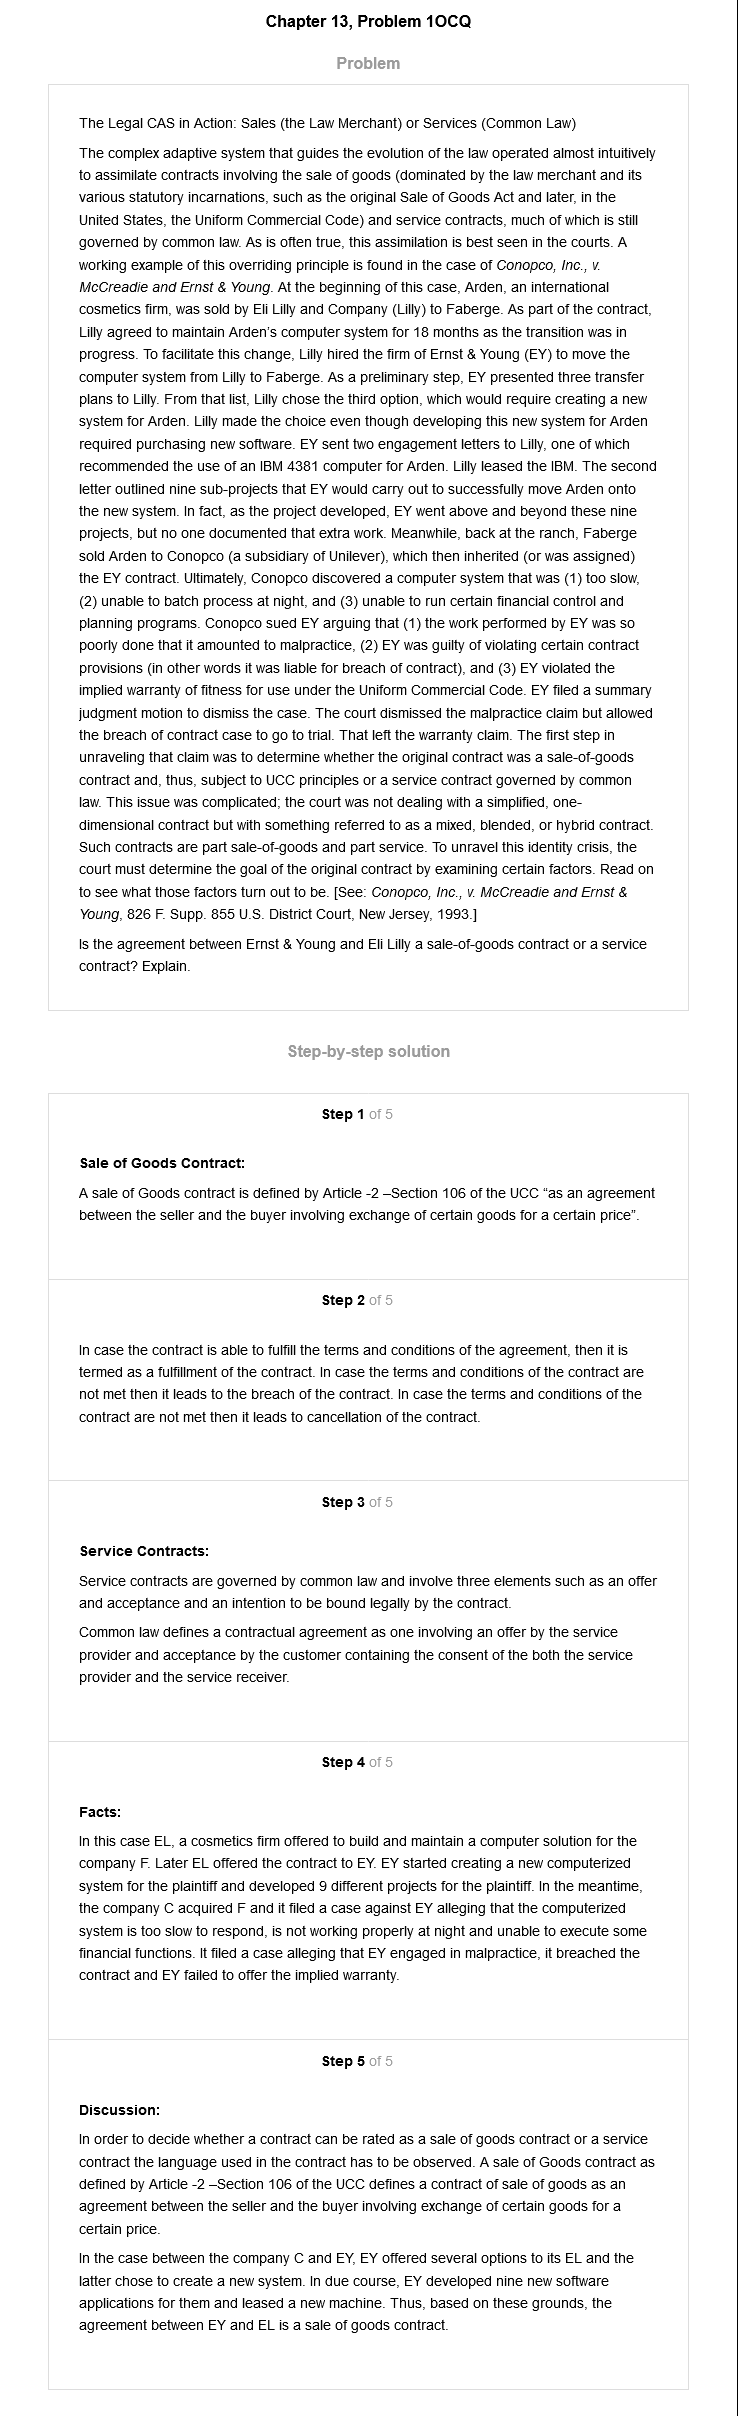 Chapter 13, Problem 1OCQ
Problem
The Legal CAS in Action: Sales (the Law Merchant) or Services (Common Law)
The complex adaptive system that guides the evolution of the law operated almost intuitively
to assimilate contracts involving the sale of goods (dominated by the law merchant and its
various statutory incarnations, such as the original Sale of Goods Act and later, in the
United States, the Uniform Commercial Code) and service contracts, much of which is still
governed by common law. As is often true, this assimilation is best seen in the courts. A
working example of this overriding principle is found in the case of Conopco, Inc., v.
McCreadie and Ernst & Young. At the beginning of this case, Arden, an international
cosmetics firm, was sold by Eli Lilly and Company (Lilly) to Faberge. As part of the contract,
Lilly agreed to maintain Arden's computer system for 18 months as the transition was in
progress. To facilitate this change, Lilly hired the firm of Ernst & Young (EY) to move the
computer system from Lilly to Faberge. As a preliminary step, EY presented three transfer
plans to Lilly. From that list, Lilly chose the third option, which would require creating a new
system for Arden. Lilly made the choice even though developing this new system for Arden
required purchasing new software. EY sent two engagement letters to Lilly, one of which
recommended the use of an IBM 4381 computer for Arden. Lilly leased the IBM. The second
letter outlined nine sub-projects that EY would carry out to successfully move Arden onto
the new system. In fact, as the project developed, EY went above and beyond these nine
projects, but no one documented that extra work. Meanwhile, back at the ranch, Faberge
sold Arden to Conopco (a subsidiary of Unilever), which then inherited (or was assigned)
the EY contract. Ultimately, Conopco discovered a computer system that was (1) too slow,
(2) unable to batch process at night, and (3) unable to run certain financial control and
planning programs. Conopco sued EY arguing that (1) the work performed by EY was so
poorly done that it amounted to malpractice, (2) EY was guilty of violating certain contract
provisions (in other words it was liable for breach of contract), and (3) EY violated the
implied warranty of fitness for use under the Uniform Commercial Code. EY filed a summary
judgment motion to dismiss the case. The court dismissed the malpractice claim but allowed
the breach of contract case to go to trial. That left the warranty claim. The first step in
unraveling that claim was to determine whether the original contract was a sale-of-goods
contract and, thus, subject to UCC principles or a service contract governed by common
law. This issue was complicated; the court was not dealing with a simplified, one-
dimensional contract but with something referred to as a mixed, blended, or hybrid contract.
Such contracts are part sale-of-goods and part service. To unravel this identity crisis, the
court must determine the goal of the original contract by examining certain factors. Read on
to see what those factors turn out to be. [See: Conopco, Inc., v. McCreadie and Ernst &
Young, 826 F. Supp. 855 U.S. District Court, New Jersey, 1993.]
Is the agreement between Ernst & Young and Eli Lilly a sale-of-goods contract or a service
contract? Explain.
Step-by-step solution
Step 1 of 5
Sale of Goods Contract:
A sale of Goods contract is defined by Article -2 –Section 106 of the UCC “as an agreement
between the seller and the buyer involving exchange of certain goods for a certain price”.
Step 2 of 5
In case the contract is able to fulfill the terms and conditions of the agreement, then it is
termed as a fulfillment of the contract. In case the terms and conditions of the contract are
not met then it leads to the breach of the contract. In case the terms and conditions of the
contract are not met then it leads to cancellation of the contract.
Step 3 of 5
Service Contracts:
Service contracts are governed by common law and involve three elements such as an offer
and acceptance and an intention to be bound legally by the contract.
Common law defines a contractual agreement as one involving an offer by the service
provider and acceptance by the customer containing the consent of the both the service
provider and the service receiver.
Step 4 of 5
Facts:
In this case EL, a cosmetics firm offered to build and maintain a computer solution for the
company F. Later EL offered the contract to EY. EY started creating a new computerized
system for the plaintiff and developed 9 different projects for the plaintiff. In the meantime,
the company C acquired F and it filed a case against EY alleging that the computerized
system is too slow to respond, is not working properly at night and unable to execute some
financial functions. It filed a case alleging that EY engaged in malpractice, it breached the
contract and EY failed to offer the implied warranty.
Step 5 of 5
Discussion:
In order to decide whether a contract can be rated as a sale of goods contract or a service
contract the language used in the contract has to be observed. A sale of Goods contract as
defined by Article -2 –Section 106 of the UCC defines a contract of sale of goods as an
agreement between the seller and the buyer involving exchange of certain goods for a
certain price.
In the case between the company C and EY, EY offered several options to its EL and the
latter chose to create a new system. In due course, EY developed nine new software
applications for them and leased a new machine. Thus, based on these grounds, the
agreement between EY and EL is a sale of goods contract.